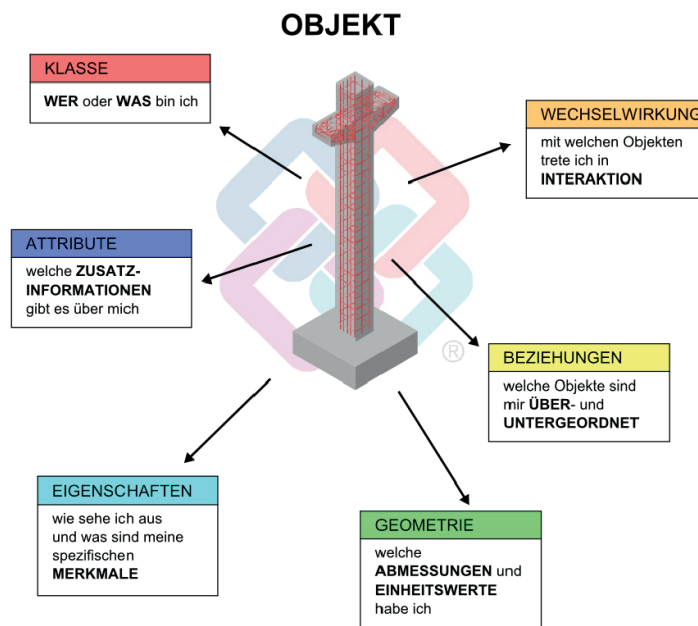 OBJEKT
KLASSE
WER oder WAS bin ich
WECHSELWIRKUNG
mit welchen Objekten
trete ich in
INTERAKTION
ATTRIBUTE
welche ZUSATZ-
INFORMATIONEN
gibt es über mich
®
BEZIEHUNGEN
welche Objekte sind
mir ÜBER- und
UNTERGEORDNET
EIGENSCHAFTEN
wie sehe ich aus
und was sind meine
spezifischen
MERKMALE
GEOMETRIE
welche
ABMESSUNGEN und
EINHEITSWERTE
habe ich